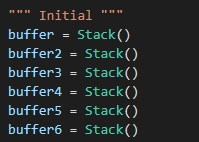 """ Initial """
buffer = Stack()
buffer2 = Stack()
buffer3 = Stack()
buffer4 = Stack()
buffer5 = Stack()
buffer6 = Stack()